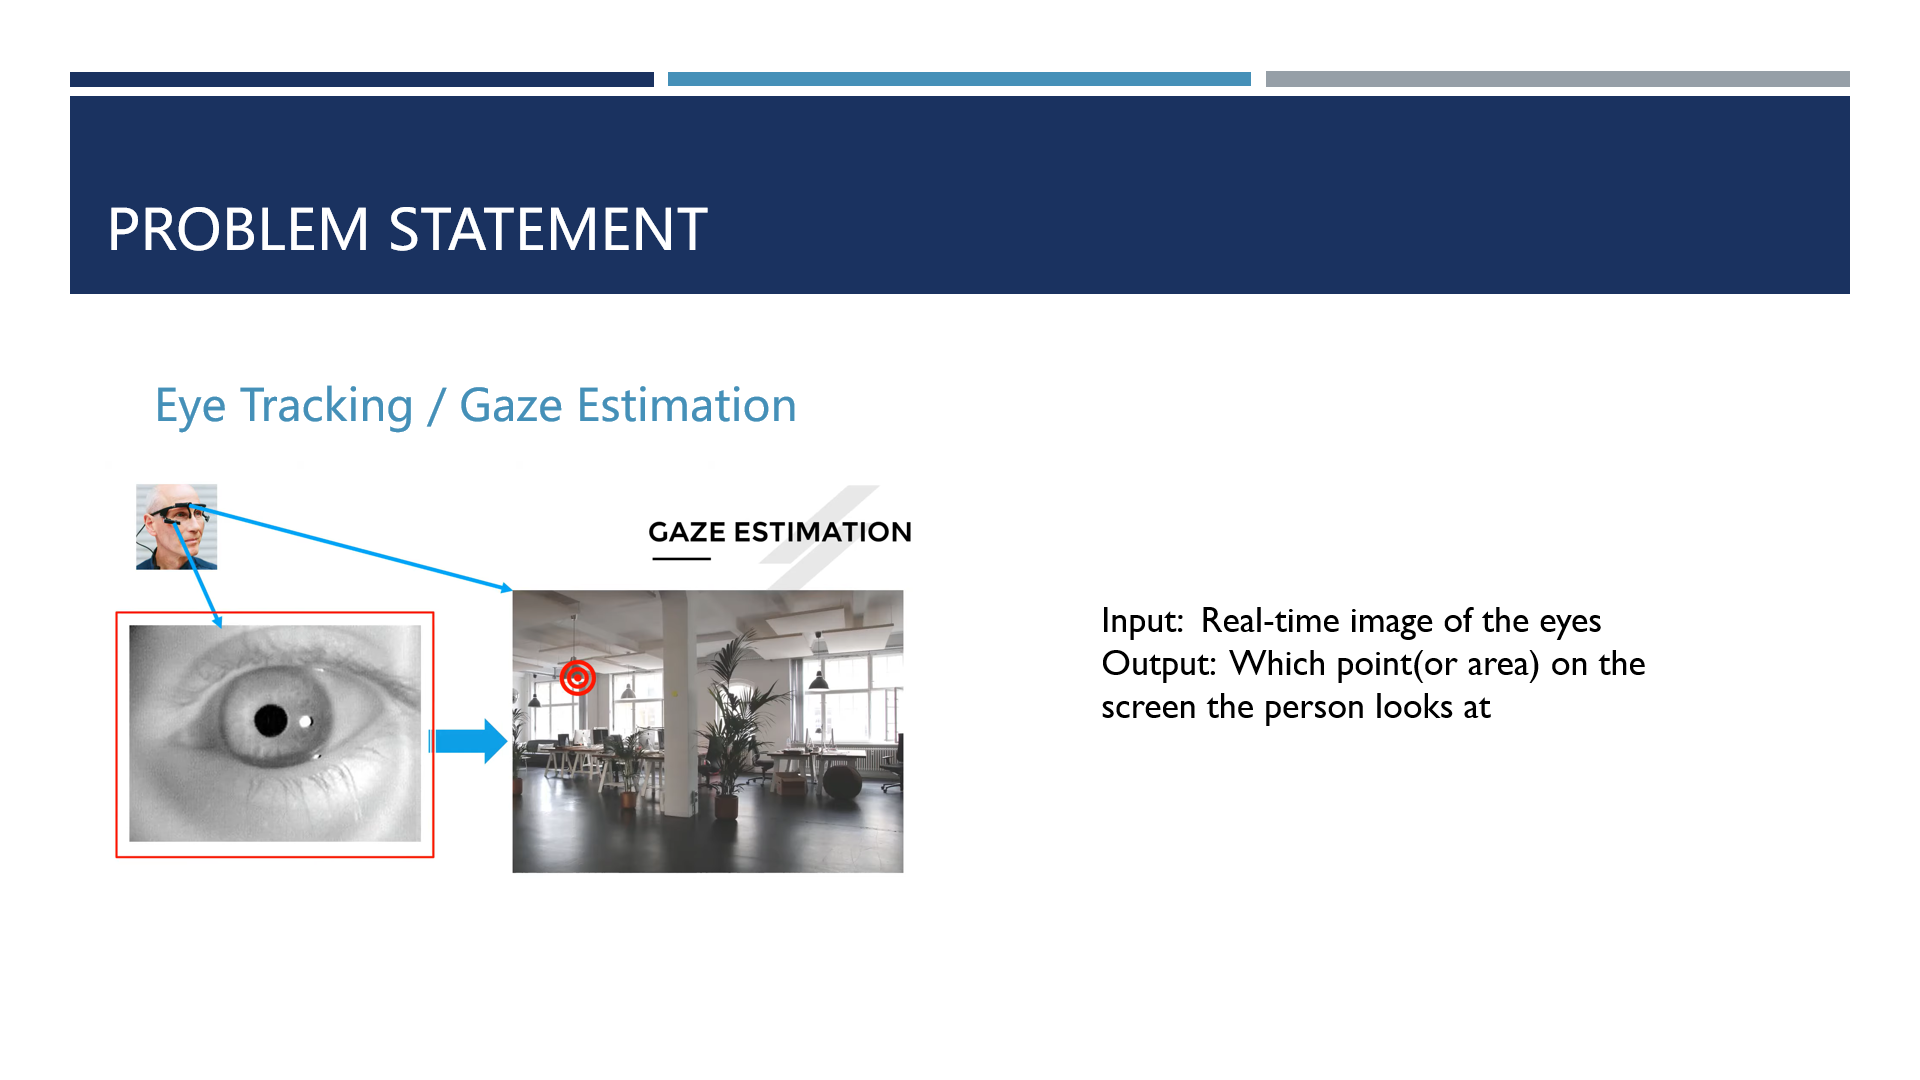 PROBLEM STATEMENT
Eye Tracking / Gaze Estimation
GAZE ESTIMATION
Input: Real-time image of the eyes
Output: Which point(or area) on the
screen the person looks at